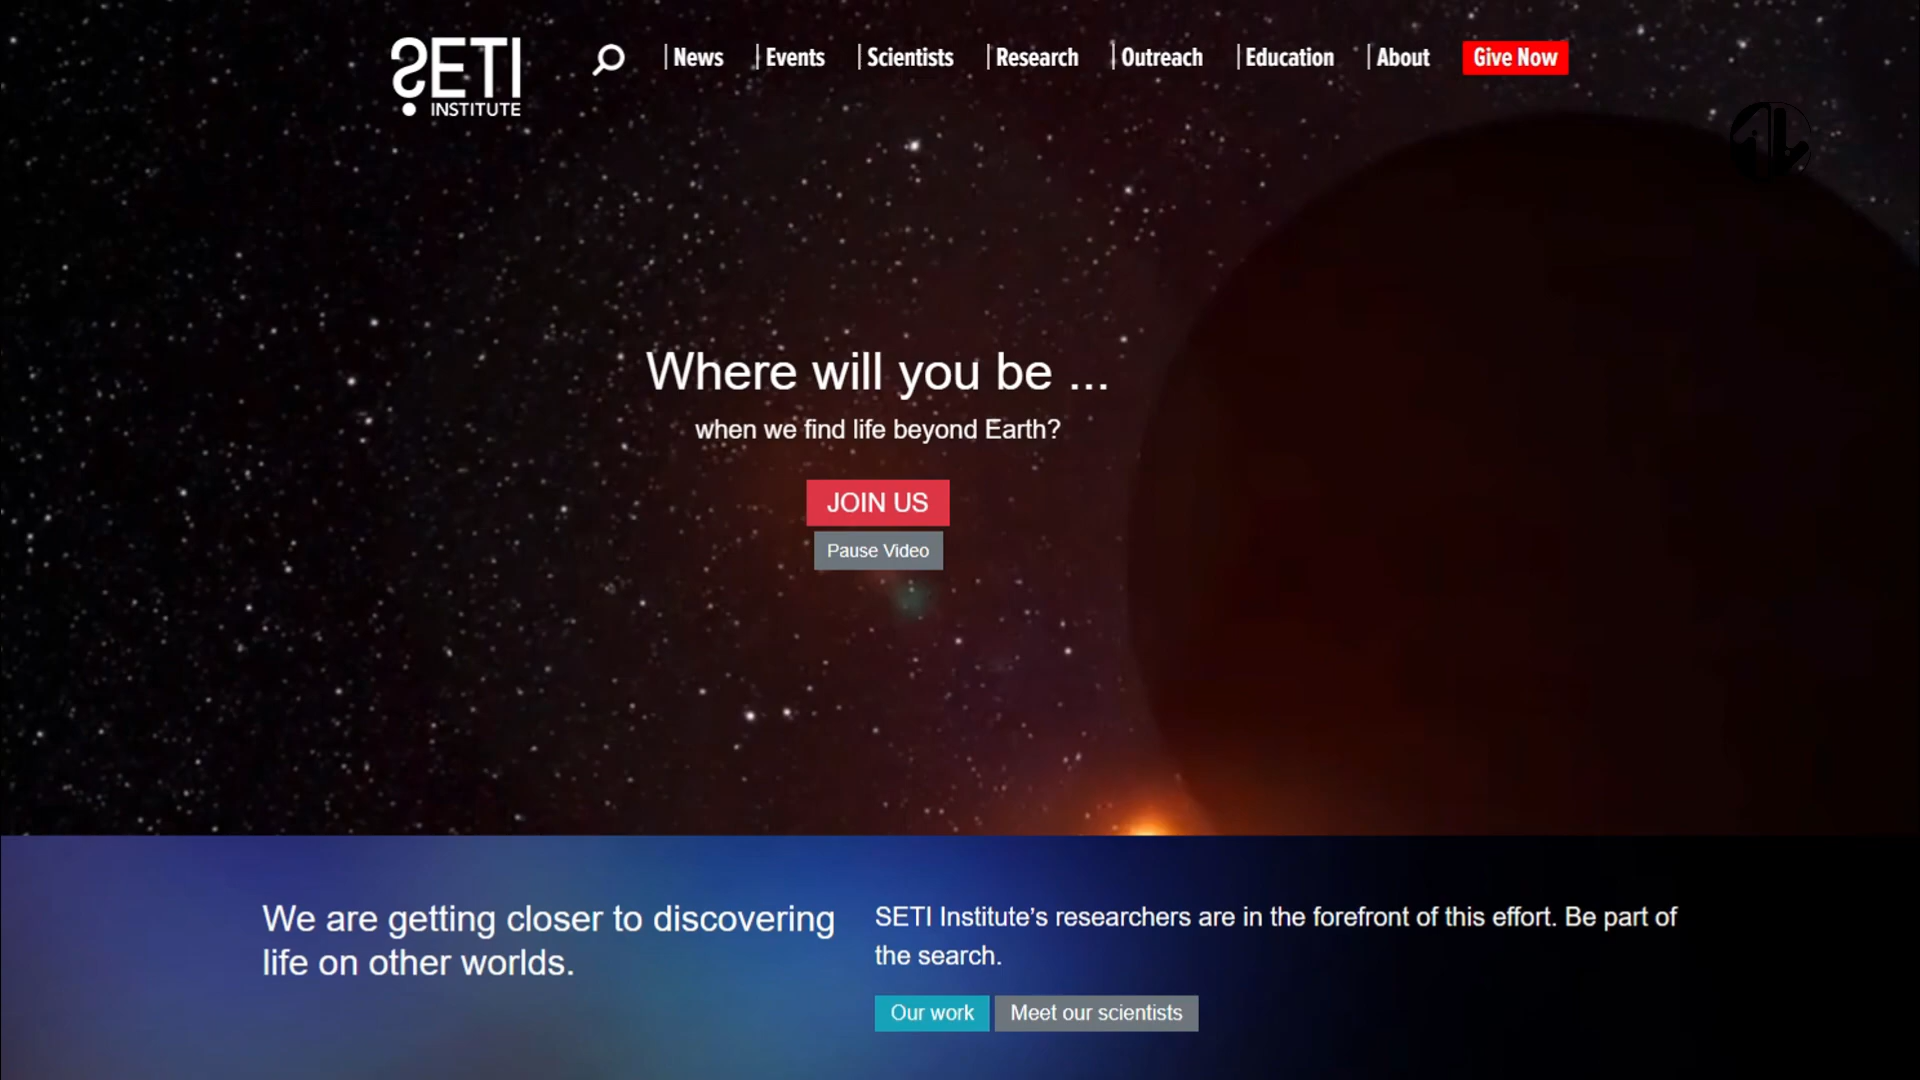 SETI
INSTITUTE
News
Events
Scientists
Research
Outreach
Education
About
Give Now
Where will you be ...
when we find life beyond Earth?
JOIN US
Pause Video
We are getting closer to discovering
life on other worlds.
SETI Institute’s researchers are in the forefront of this effort. Be part of
the search.
Our work
Meet our scientists